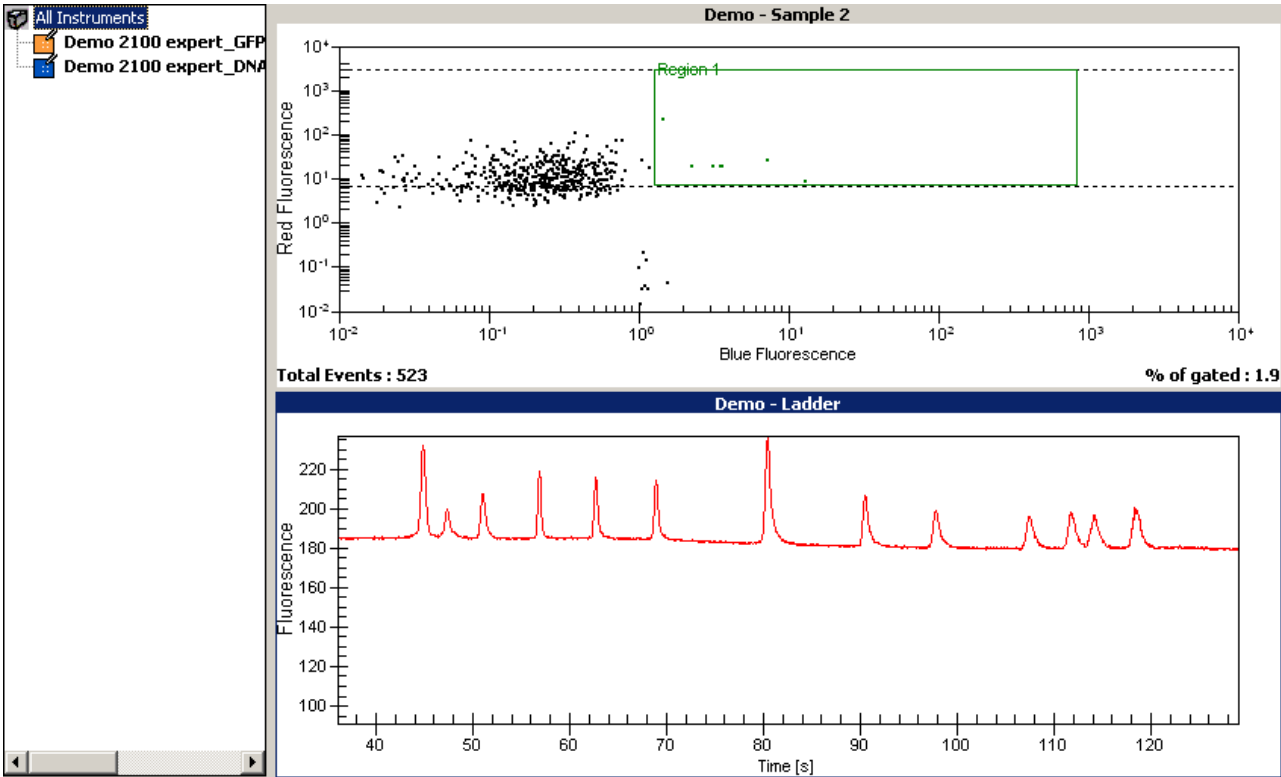 All Instruments
Demo 2100 expert_GFP
Demo 2100 expert_DNA
Demo - Sample 2
Red Fluorescence
10⁴
10³
10²
10¹
10⁰
10⁻¹
10⁻²
Region 1
10⁻² 10⁻¹ 10⁰ 10¹ 10² 10³ 10⁴
Blue Fluorescence
Total Events : 523 % of gated : 1.9
Demo - Ladder
Fluorescence
220
200
180
160
140
120
100
40 50 60 70 80 90 100 110 120
Time [s]